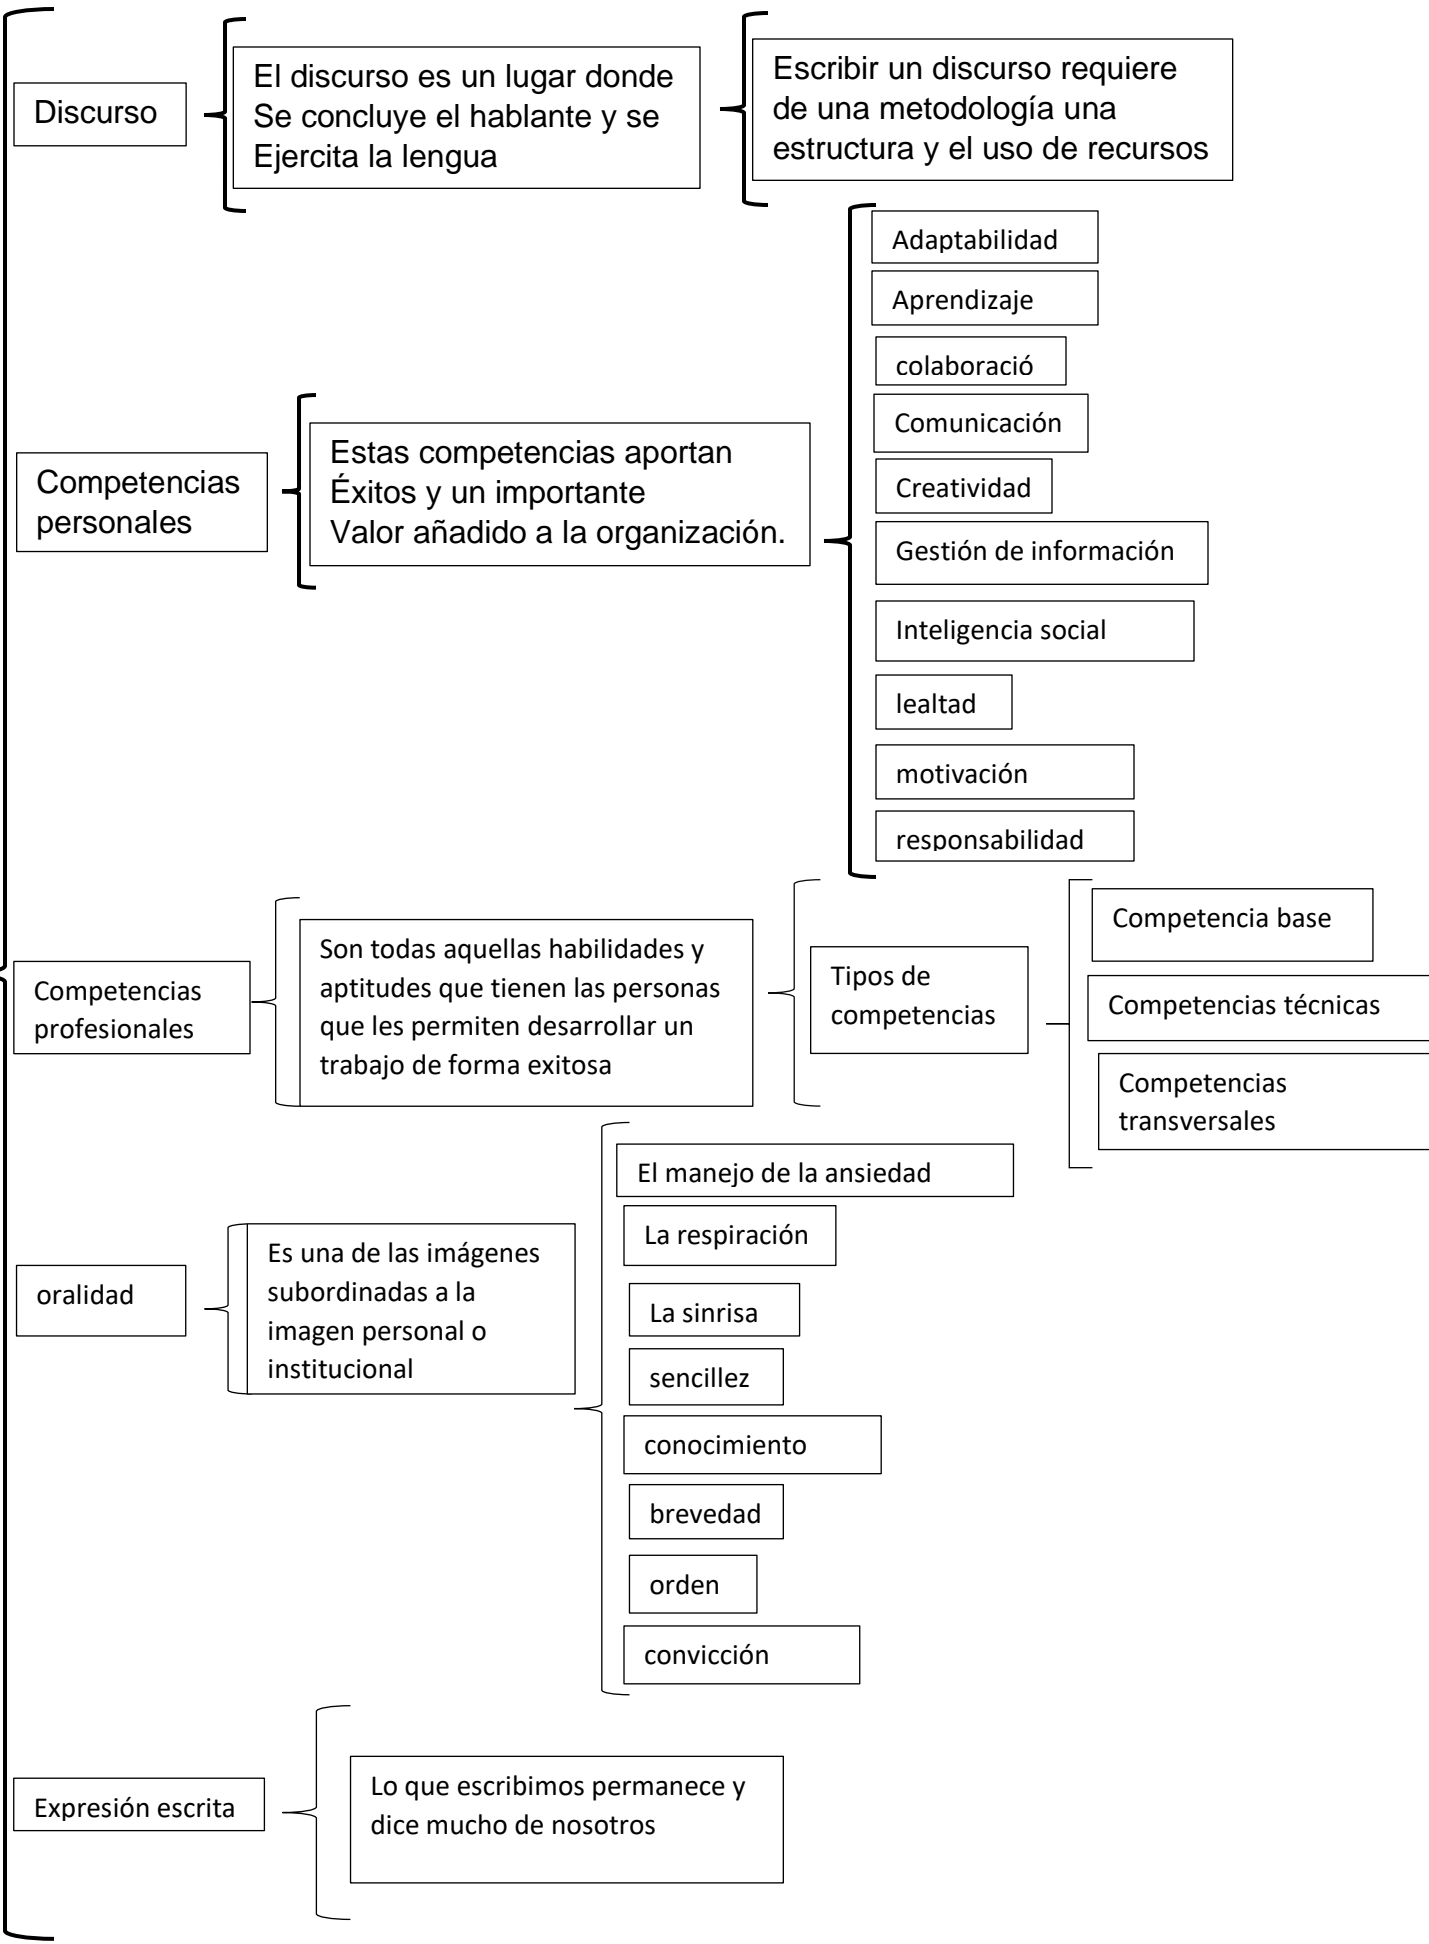 Discurso
El discurso es un lugar donde
Se concluye el hablante y se
Ejercita la lengua
Escribir un discurso requiere
de una metodología una
estructura y el uso de recursos
Competencias
personales
Estas competencias aportan
Éxitos y un importante
Valor añadido a la organización.
Adaptabilidad
Aprendizaje
colaboració
Comunicación
Creatividad
Gestión de información
Inteligencia social
lealtad
motivación
responsabilidad
Competencias
profesionales
Son todas aquellas habilidades y
aptitudes que tienen las personas
que les permiten desarrollar un
trabajo de forma exitosa
Tipos de
competencias
Competencia base
Competencias técnicas
Competencias
transversales
oralidad
Es una de las imágenes
subordinadas a la
imagen personal o
institucional
El manejo de la ansiedad
La respiración
La sinrisa
sencillez
conocimiento
brevedad
orden
convicción
Expresión escrita
Lo que escribimos permanece y
dice mucho de nosotros